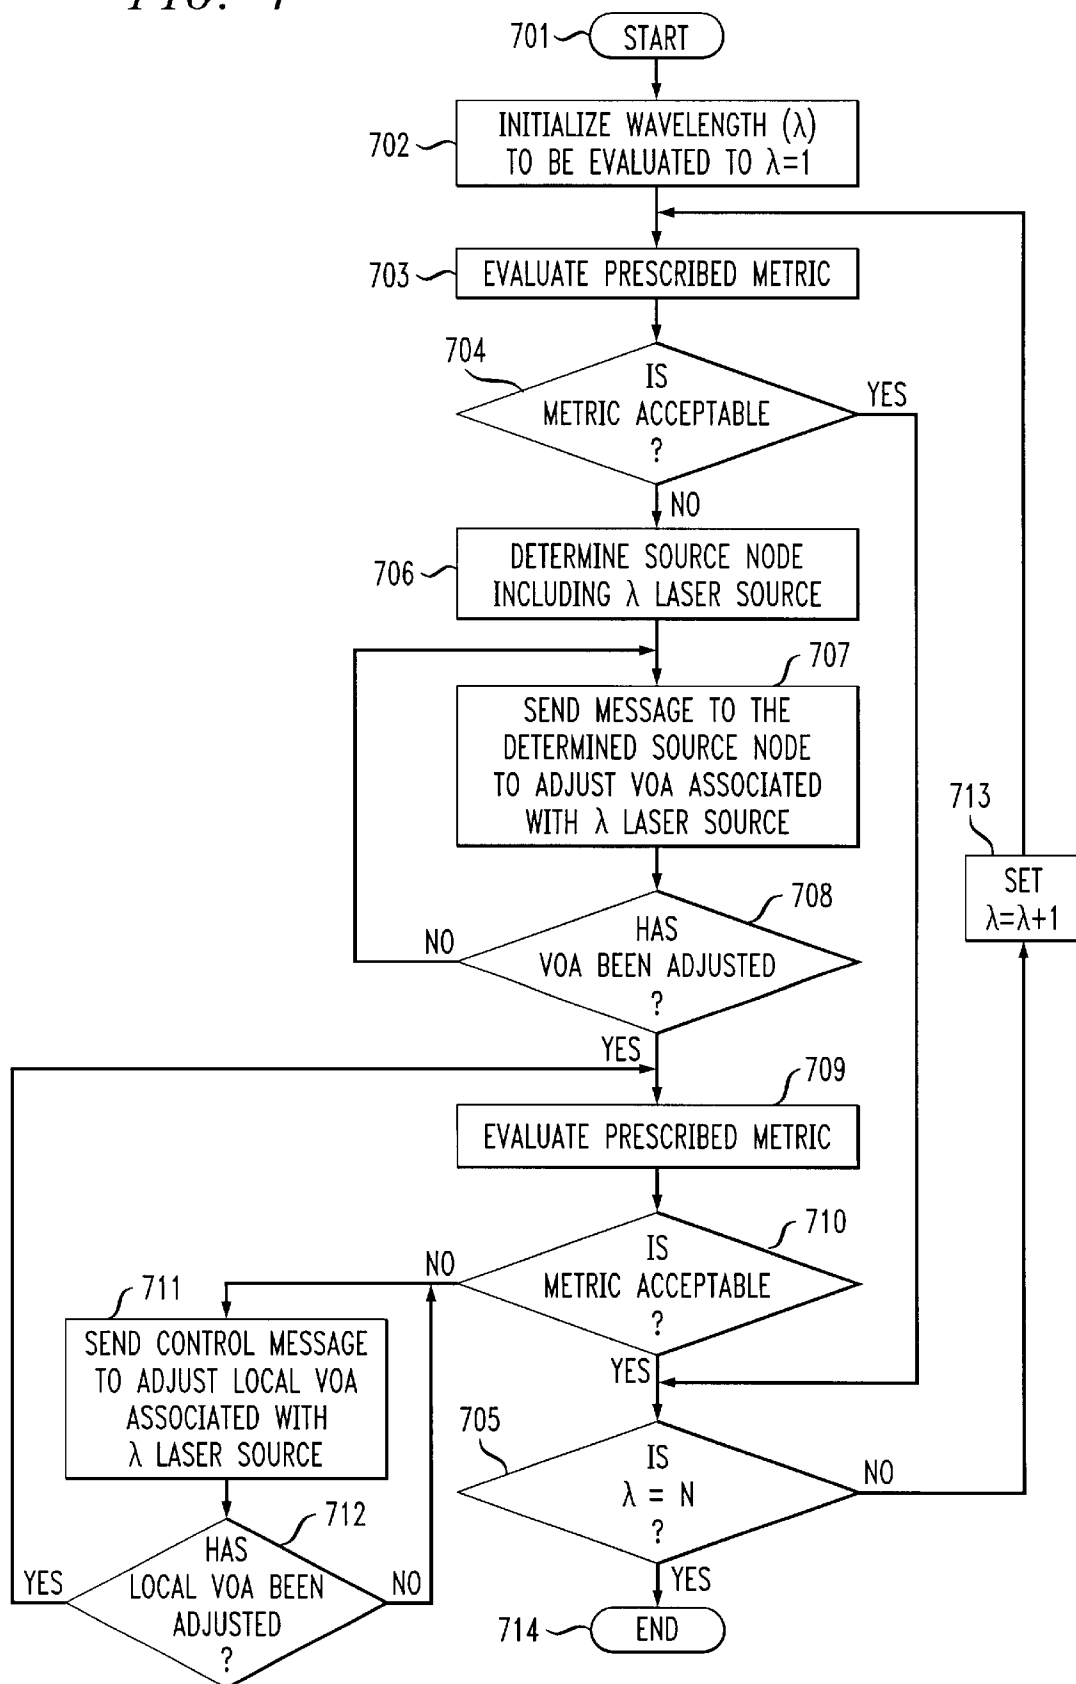 FIG. 7
701
START
702
INITIALIZE WAVELENGTH (λ)
TO BE EVALUATED TO λ=1
703
EVALUATE PRESCRIBED METRIC
704
IS
METRIC ACCEPTABLE
?
YES
NO
706
DETERMINE SOURCE NODE
INCLUDING λ LASER SOURCE
707
SEND MESSAGE TO THE
DETERMINED SOURCE NODE
TO ADJUST VOA ASSOCIATED
WITH λ LASER SOURCE
713
SET
λ=λ+1
708
HAS
VOA BEEN ADJUSTED
?
NO
YES
709
EVALUATE PRESCRIBED METRIC
710
IS
METRIC ACCEPTABLE
?
NO
YES
711
SEND CONTROL MESSAGE
TO ADJUST LOCAL VOA
ASSOCIATED WITH
λ LASER SOURCE
705
IS
λ = N
?
NO
YES
712
HAS
LOCAL VOA BEEN
ADJUSTED
?
YES
NO
714
END